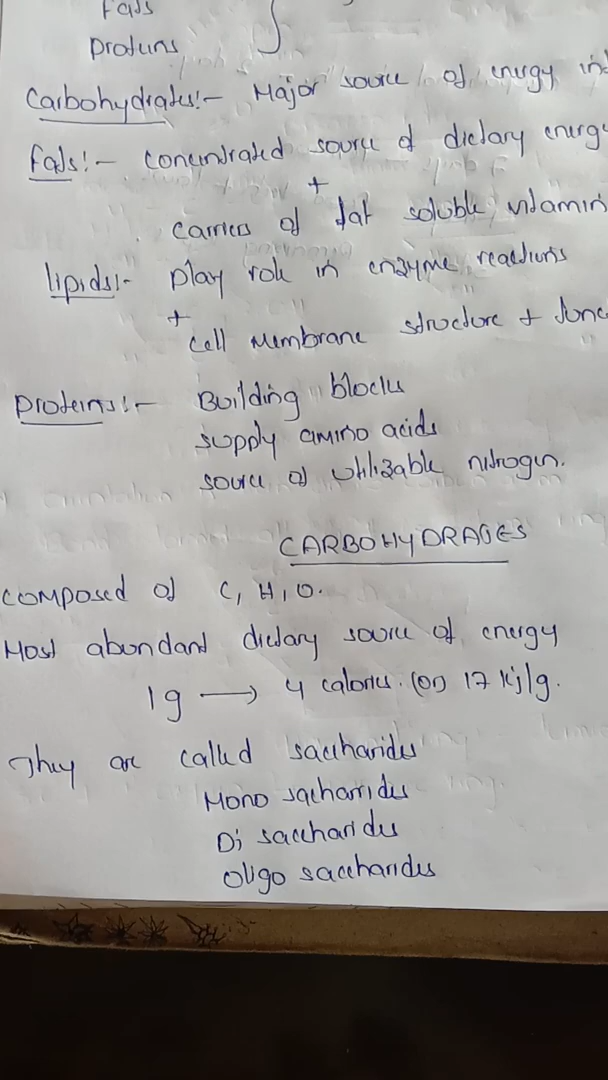 Fats
Proteins
Carbohydrates:- Major source of energy in
Fats:- Concentrated source of dietary energy
+
carriers of fat soluble vitamin
lipids:- play role in enzyme reactions
+
cell Membrane structure + func
Proteins:- Building blocks
supply amino acids
source of utilizable nitrogen.
CARBOHYDRAGES
Composed of C, H, O.
Most abundant dietary source of energy
1g → 4 calories. (or) 17 kj/g.
They are called saccharides
Mono sacharrides
Di saccharides
Oligo saccharides